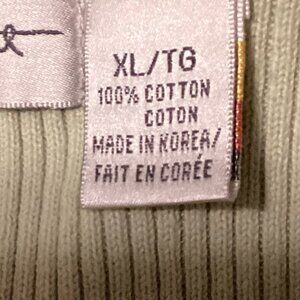 XL/TG
100% COTTON
COTON
MADE IN KOREA/
FAIT EN CORÉE